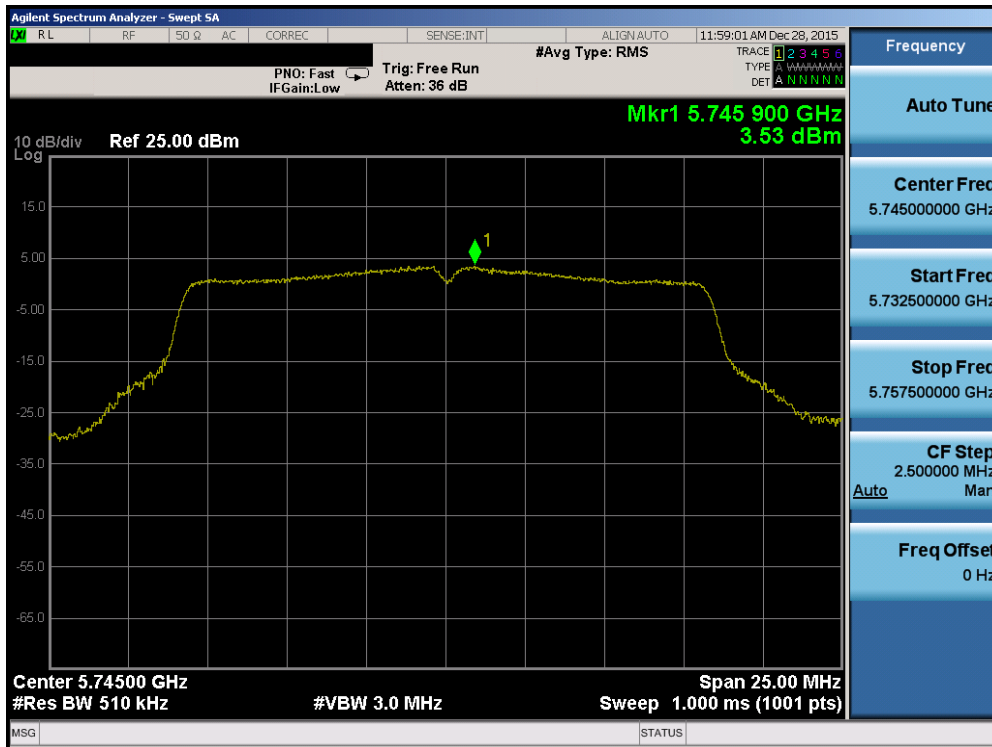 Agilent Spectrum Analyzer - Swept SA
LXI RL RF 50 Ω AC CORREC SENSE:INT ALIGN AUTO 11:59:01 AM Dec 28, 2015
#Avg Type: RMS TRACE 1 2 3 4 5 6
PNO: Fast Trig: Free Run TYPE A WWWWW
IFGain:Low Atten: 36 dB DET A N N N N N
Mkr1 5.745 900 GHz
3.53 dBm
10 dB/div Ref 25.00 dBm
Log
15.0
1
5.00
-5.00
-15.0
-25.0
-35.0
-45.0
-55.0
-65.0
Center 5.74500 GHz Span 25.00 MHz
#Res BW 510 kHz #VBW 3.0 MHz Sweep 1.000 ms (1001 pts)
MSG STATUS
Frequency
Auto Tune
Center Freq
5.745000000 GHz
Start Freq
5.732500000 GHz
Stop Freq
5.757500000 GHz
CF Step
2.500000 MHz
Auto Man
Freq Offset
0 Hz